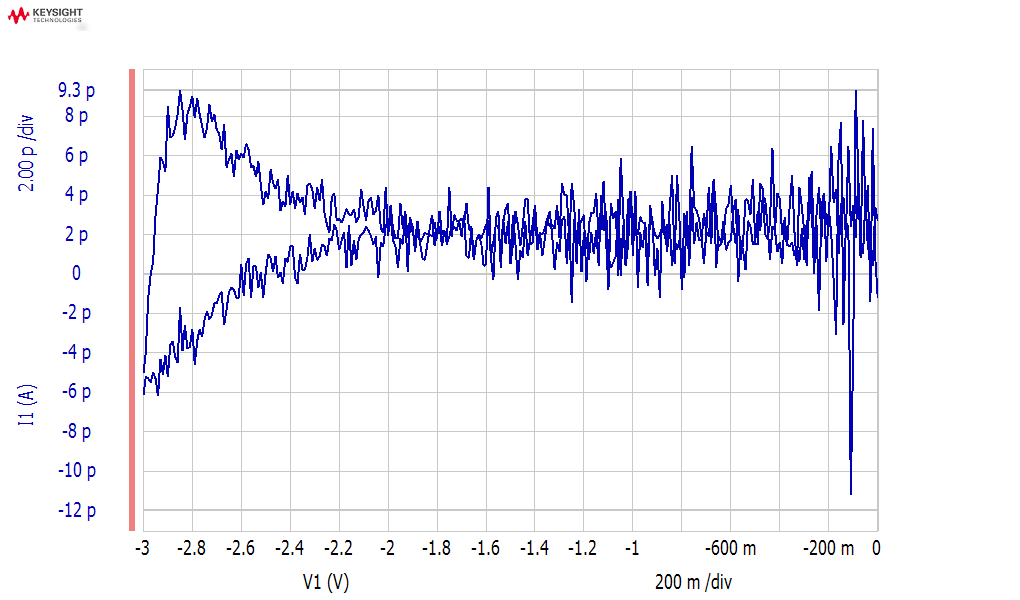 KEYSIGHT
TECHNOLOGIES
2.00 p /div
I1 (A)
9.3 p
8 p
6 p
4 p
2 p
0
-2 p
-4 p
-6 p
-8 p
-10 p
-12 p
-3 -2.8 -2.6 -2.4 -2.2 -2 -1.8 -1.6 -1.4 -1.2 -1 -600 m -200 m 0
V1 (V) 200 m /div